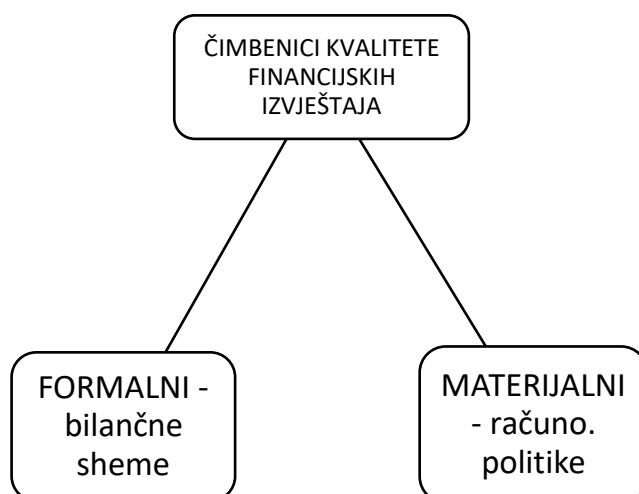 ČIMBENICI KVALITETE
FINANCIJSKIH
IZVJEŠTAJA
FORMALNI -
bilančne
sheme
MATERIJALNI
- računo.
politike